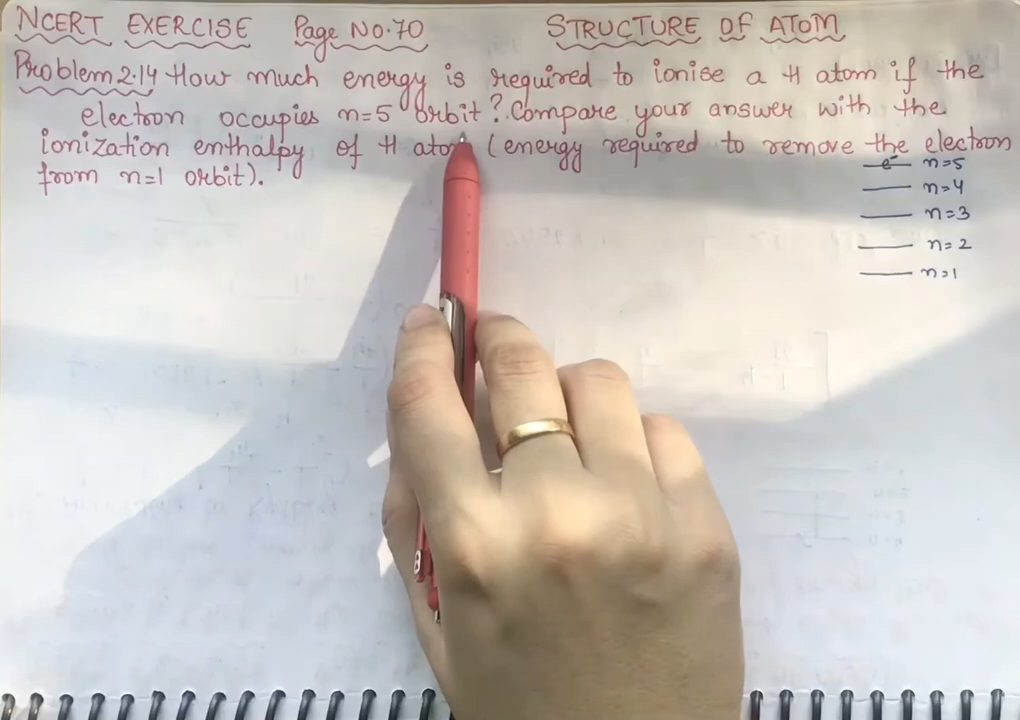 NCERT EXERCISE Page No.70 STRUCTURE OF ATOM
Problem 2.14 How much energy is required to ionise a H atom if the
electron occupies n=5 orbit? Compare your answer with the
ionization enthalpy of H atom (energy required to remove the electron
from n=1 orbit).
e⁻ n=5
n=4
n=3
n=2
n=1